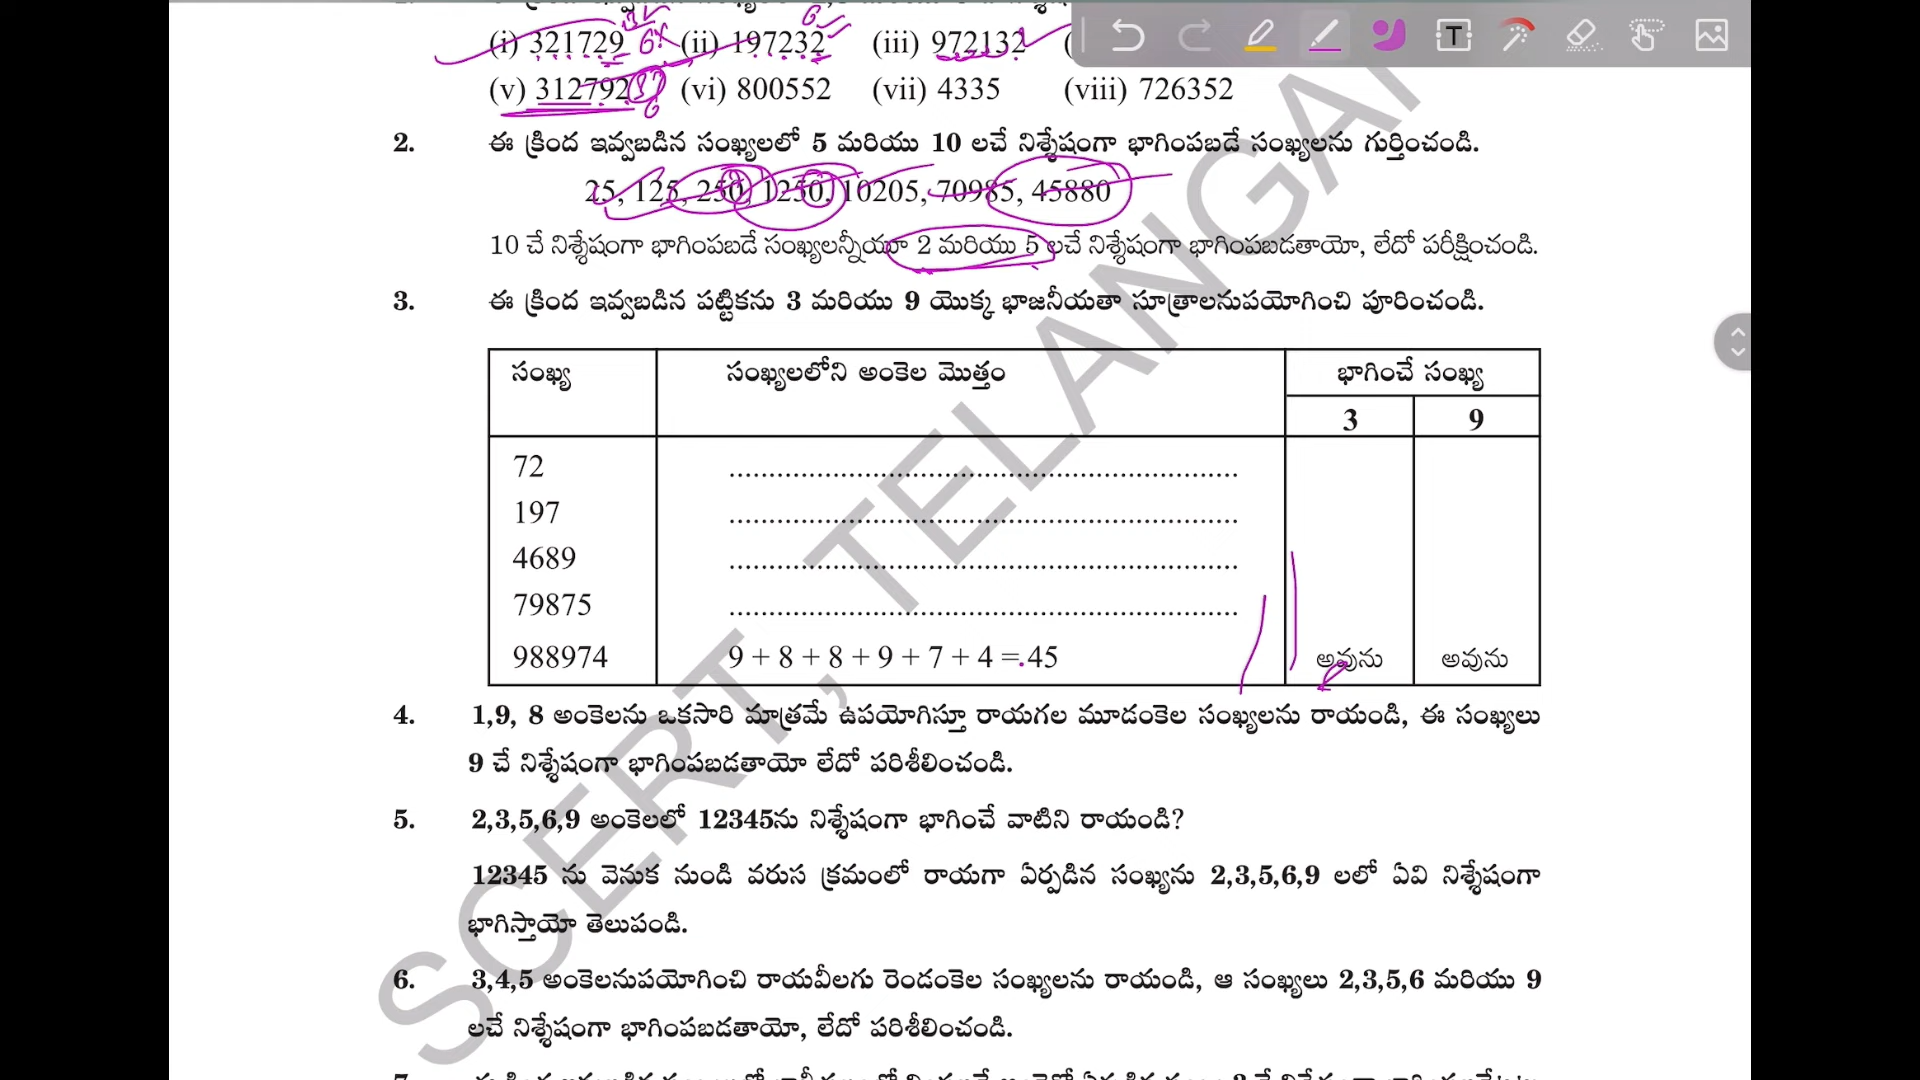 (i) 321729 (ii) 197232 (iii) 972132
(v) 312792 (vi) 800552 (vii) 4335 (viii) 726352
2. ఈ క్రింద ఇవ్వబడిన సంఖ్యలలో 5 మరియు 10 లచే నిశ్శేషంగా భాగింపబడే సంఖ్యలను గుర్తించండి.
25, 125, 250, 1250, 10205, 70985, 45880
10 చే నిశ్శేషంగా భాగింపబడే సంఖ్యలన్నీయూ 2 మరియు 5 లచే నిశ్శేషంగా భాగింపబడతాయో, లేదో పరీక్షించండి.
3. ఈ క్రింద ఇవ్వబడిన పట్టికను 3 మరియు 9 యొక్క భాజనీయతా సూత్రాలనుపయోగించి పూరించండి.
సంఖ్య సంఖ్యలలోని అంకెల మొత్తం భాగించే సంఖ్య
3 9
72 ................................................................
197 ................................................................
4689 ................................................................
79875 ................................................................
988974 9 + 8 + 8 + 9 + 7 + 4 = 45 అవును అవును
4. 1,9, 8 అంకెలను ఒకసారి మాత్రమే ఉపయోగిస్తూ రాయగల మూడంకెల సంఖ్యలను రాయండి, ఈ సంఖ్యలు
9 చే నిశ్శేషంగా భాగింపబడతాయో లేదో పరిశీలించండి.
5. 2,3,5,6,9 అంకెలలో 12345ను నిశ్శేషంగా భాగించే వాటిని రాయండి?
12345 ను వెనుక నుండి వరుస క్రమంలో రాయగా ఏర్పడిన సంఖ్యను 2,3,5,6,9 లలో ఏవి నిశ్శేషంగా
భాగిస్తాయో తెలుపండి.
6. 3,4,5 అంకెలనుపయోగించి రాయవీలగు రెండంకెల సంఖ్యలను రాయండి, ఆ సంఖ్యలు 2,3,5,6 మరియు 9
లచే నిశ్శేషంగా భాగింపబడతాయో, లేదో పరిశీలించండి.
SCERT, TELANGA